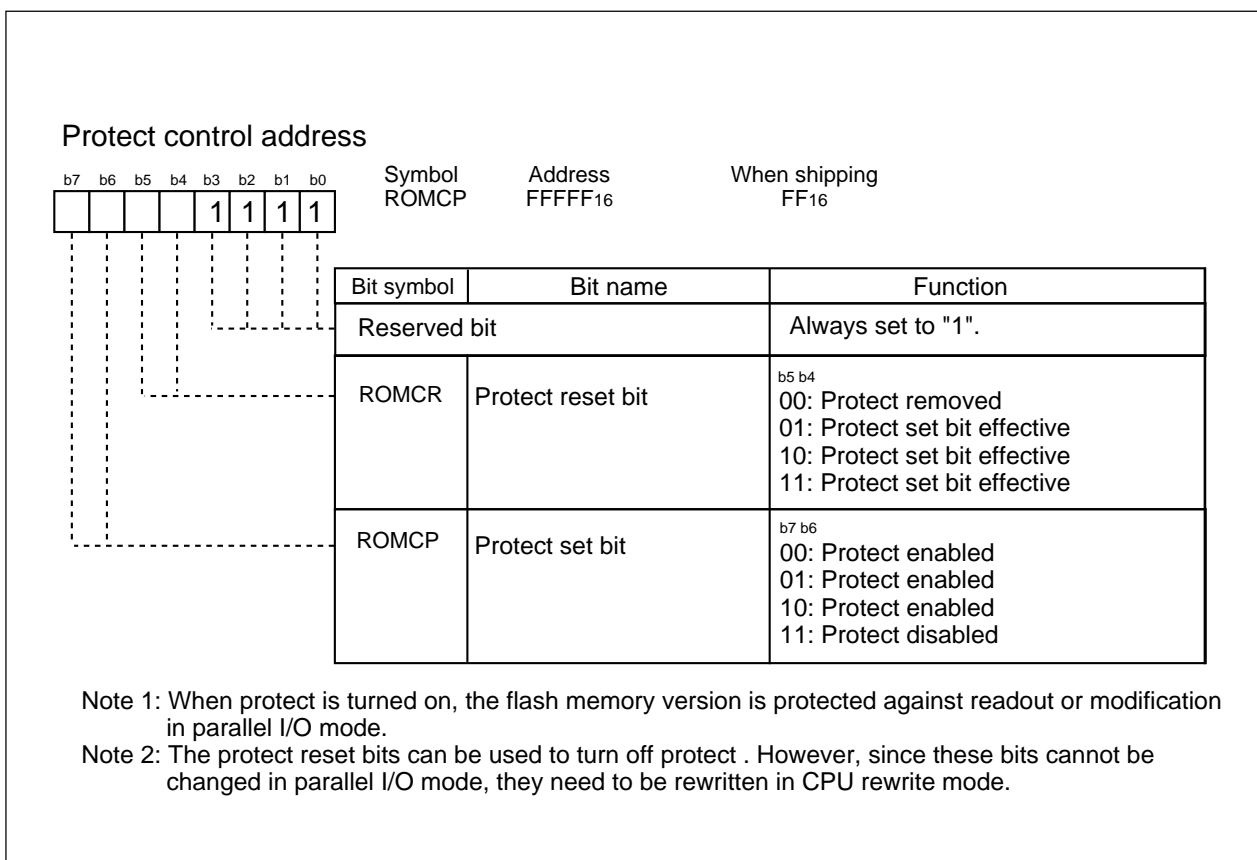 Protect control address
b7 b6 b5 b4 b3 b2 b1 b0
1 1 1 1
Symbol Address When shipping
ROMCP FFFFF16 FF16
Bit symbol Bit name Function
Reserved bit Always set to "1".
ROMCR Protect reset bit
b5 b4
00: Protect removed
01: Protect set bit effective
10: Protect set bit effective
11: Protect set bit effective
ROMCP Protect set bit
b7 b6
00: Protect enabled
01: Protect enabled
10: Protect enabled
11: Protect disabled
Note 1: When protect is turned on, the flash memory version is protected against readout or modification
in parallel I/O mode.
Note 2: The protect reset bits can be used to turn off protect . However, since these bits cannot be
changed in parallel I/O mode, they need to be rewritten in CPU rewrite mode.